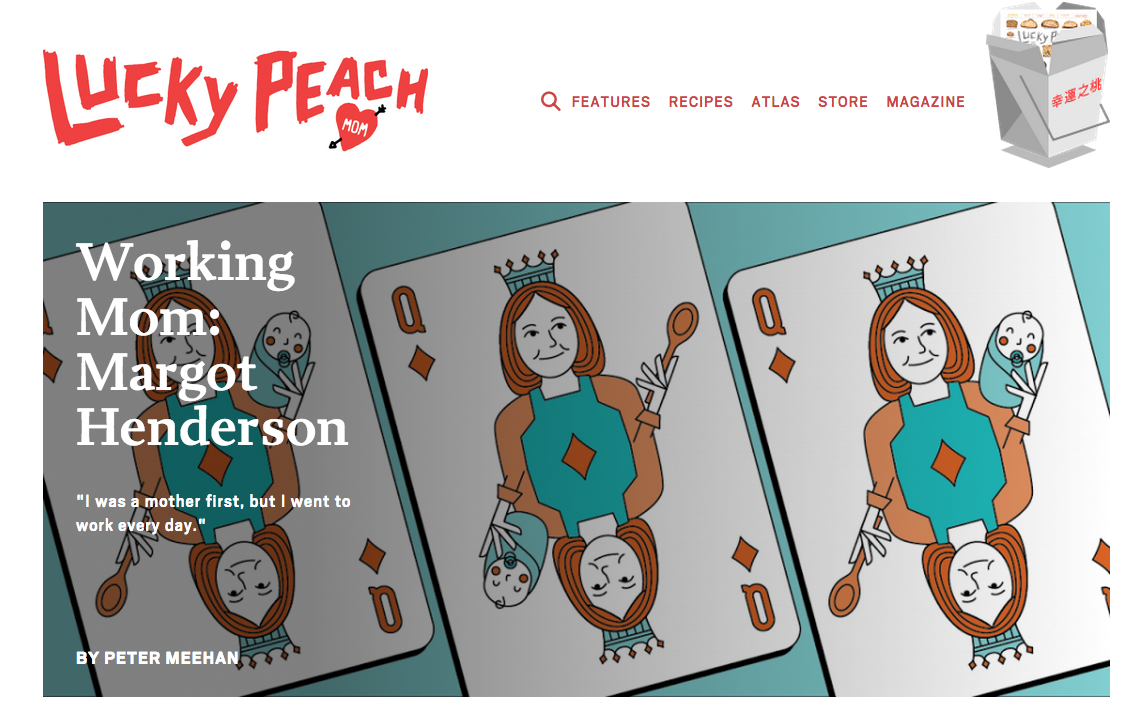 LUCKY PEACH
MOM
FEATURES RECIPES ATLAS STORE MAGAZINE
LUCKY P
幸運之桃
Working
Mom:
Margot
Henderson
"I was a mother first, but I went to
work every day."
BY PETER MEEHAN
Q
Q
Q
Q
Q